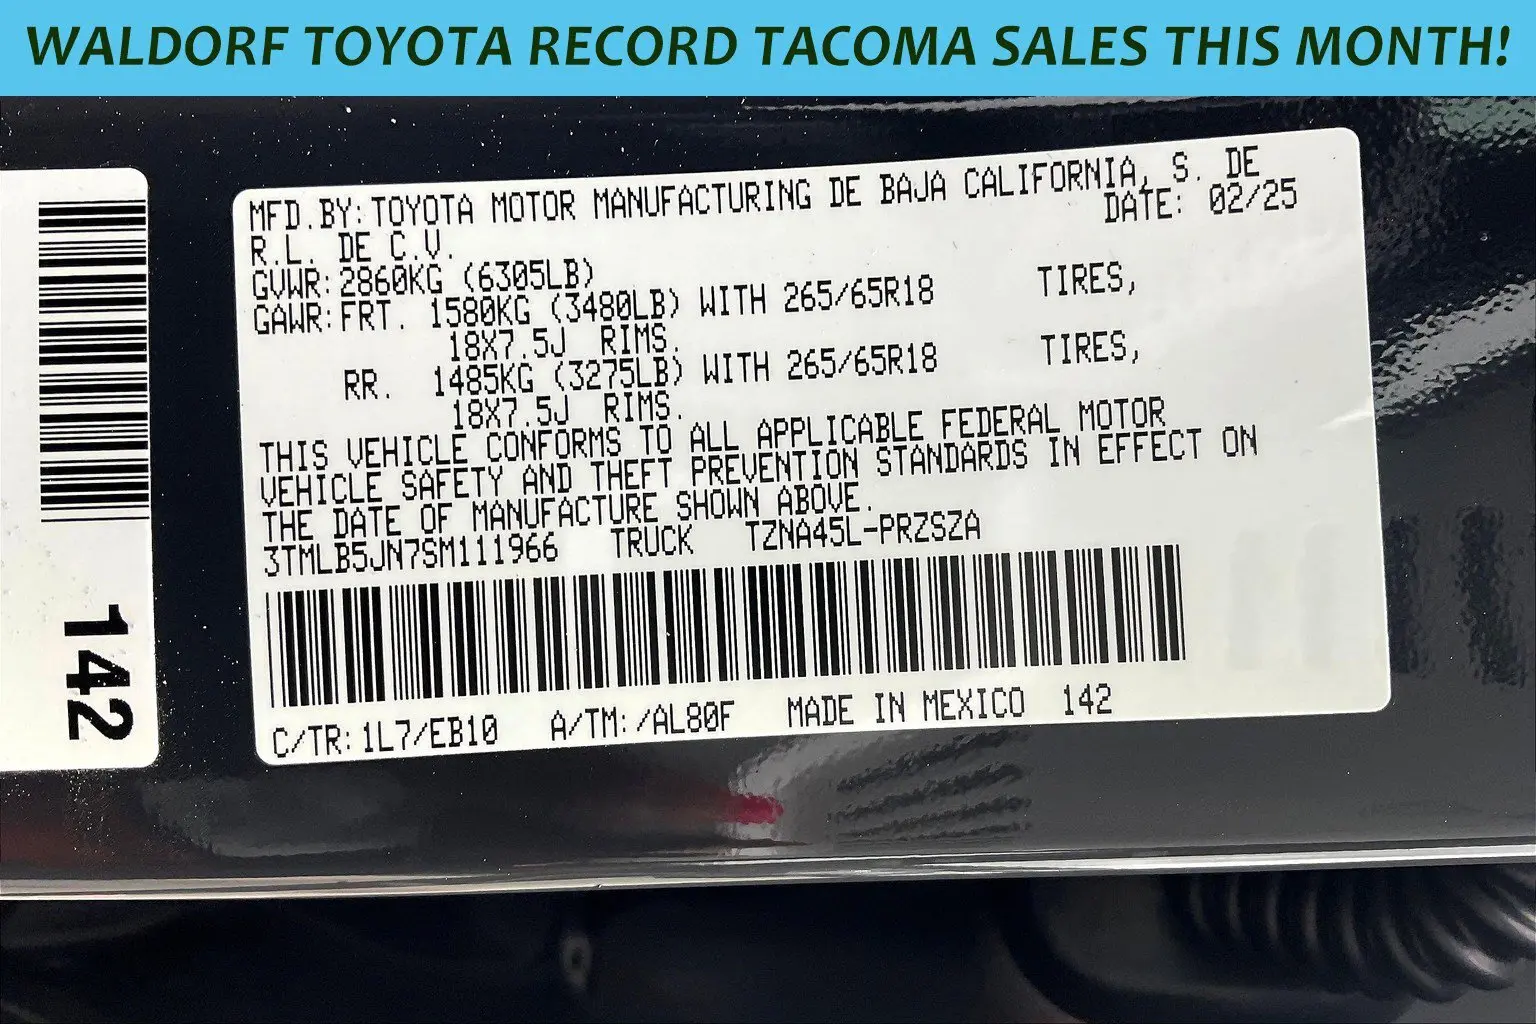 WALDORF TOYOTA RECORD TACOMA SALES THIS MONTH!
MFD.BY:TOYOTA MOTOR MANUFACTURING DE BAJA CALIFORNIA, S. DE
R.L. DE C.V. DATE: 02/25
GVWR:2860KG (6305LB)
GAWR:FRT. 1580KG (3480LB) WITH 265/65R18 TIRES,
18X7.5J RIMS.
RR. 1485KG (3275LB) WITH 265/65R18 TIRES,
18X7.5J RIMS.
THIS VEHICLE CONFORMS TO ALL APPLICABLE FEDERAL MOTOR
VEHICLE SAFETY AND THEFT PREVENTION STANDARDS IN EFFECT ON
THE DATE OF MANUFACTURE SHOWN ABOVE.
3TMLB5JN7SM111966 TRUCK TZNA45L-PRZSZA
C/TR:1L7/EB10 A/TM:/AL80F MADE IN MEXICO 142
142